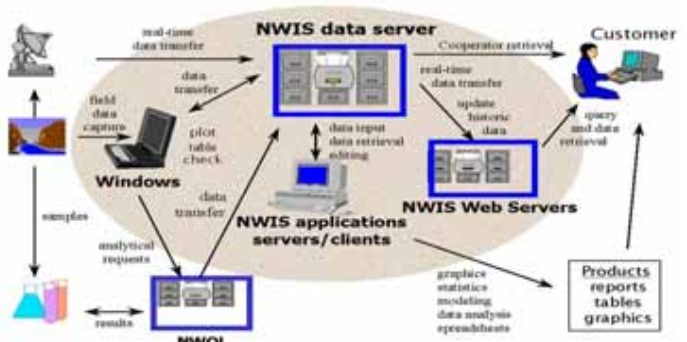 NWIS data server
real-time
data transfer
Cooperator retrieval
Customer
data
transfer
real-time
data transfer
field
data
capture
plot
table
check
update
historic
data
query
and data
retrieval
data input
data retrieval
editing
Windows
data
transfer
NWIS Web Servers
samples
NWIS applications
servers/clients
analytical
requests
graphics
statistics
modeling
data analysis
spreadsheets
Products
reports
tables
graphics
results
NWQL